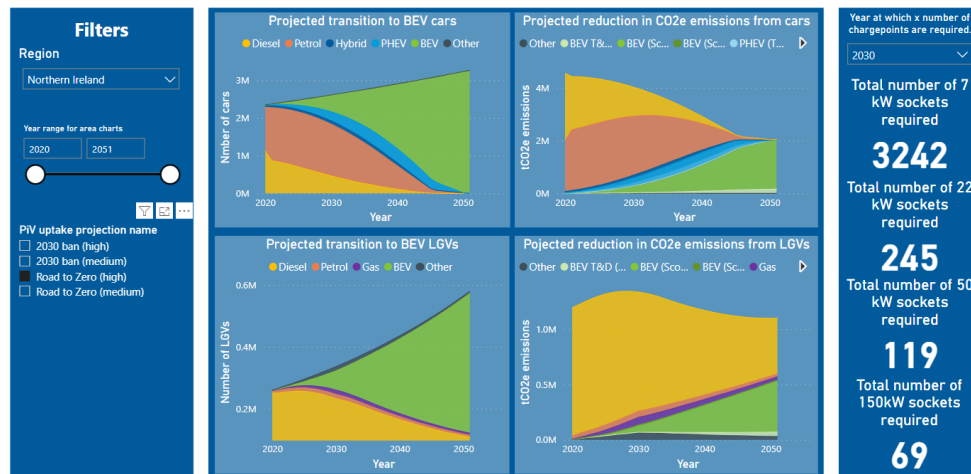 Filters
Region
Northern Ireland
Year range for area charts
2020
2051
PiV uptake projection name
2030 ban (high)
2030 ban (medium)
Road to Zero (high)
Road to Zero (medium)
Projected transition to BEV cars
Diesel Petrol Hybrid PHEV BEV Other
Nmber of cars
3M
2M
1M
0M
2020 2030 2040 2050
Year
Projected reduction in CO2e emissions from cars
Other BEV T&... BEV (Sc... BEV (Sc... PHEV (T...
tCO2e emissions
4M
2M
0M
2020 2030 2040 2050
Year
Projected transition to BEV LGVs
Diesel Petrol Gas BEV Other
Number of LGVs
0.6M
0.4M
0.2M
2020 2030 2040 2050
Year
Pojected reduction in CO2e emissions from LGVs
Other BEV T&D (... BEV (Sco... BEV (Sc... Gas
tCO2e emissions
1.0M
0.5M
0.0M
2020 2030 2040 2050
Year
Year at which x number of
chargepoints are required.
2030
Total number of 7
kW sockets
required
3242
Total number of 22
kW sockets
required
245
Total number of 50
kW sockets
required
119
Total number of
150kW sockets
required
69